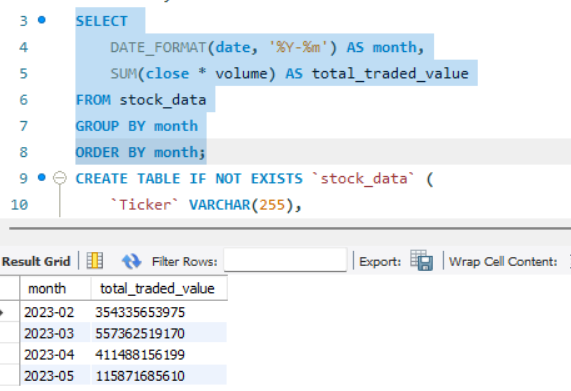 3 SELECT
4 DATE_FORMAT(date, '%Y-%m') AS month,
5 SUM(close * volume) AS total_traded_value
6 FROM stock_data
7 GROUP BY month
8 ORDER BY month;
9 CREATE TABLE IF NOT EXISTS `stock_data` (
10 `Ticker` VARCHAR(255),
Result Grid Filter Rows: Export: Wrap Cell Content:
month total_traded_value
2023-02 354335653975
2023-03 557362519170
2023-04 411488156199
2023-05 115871685610